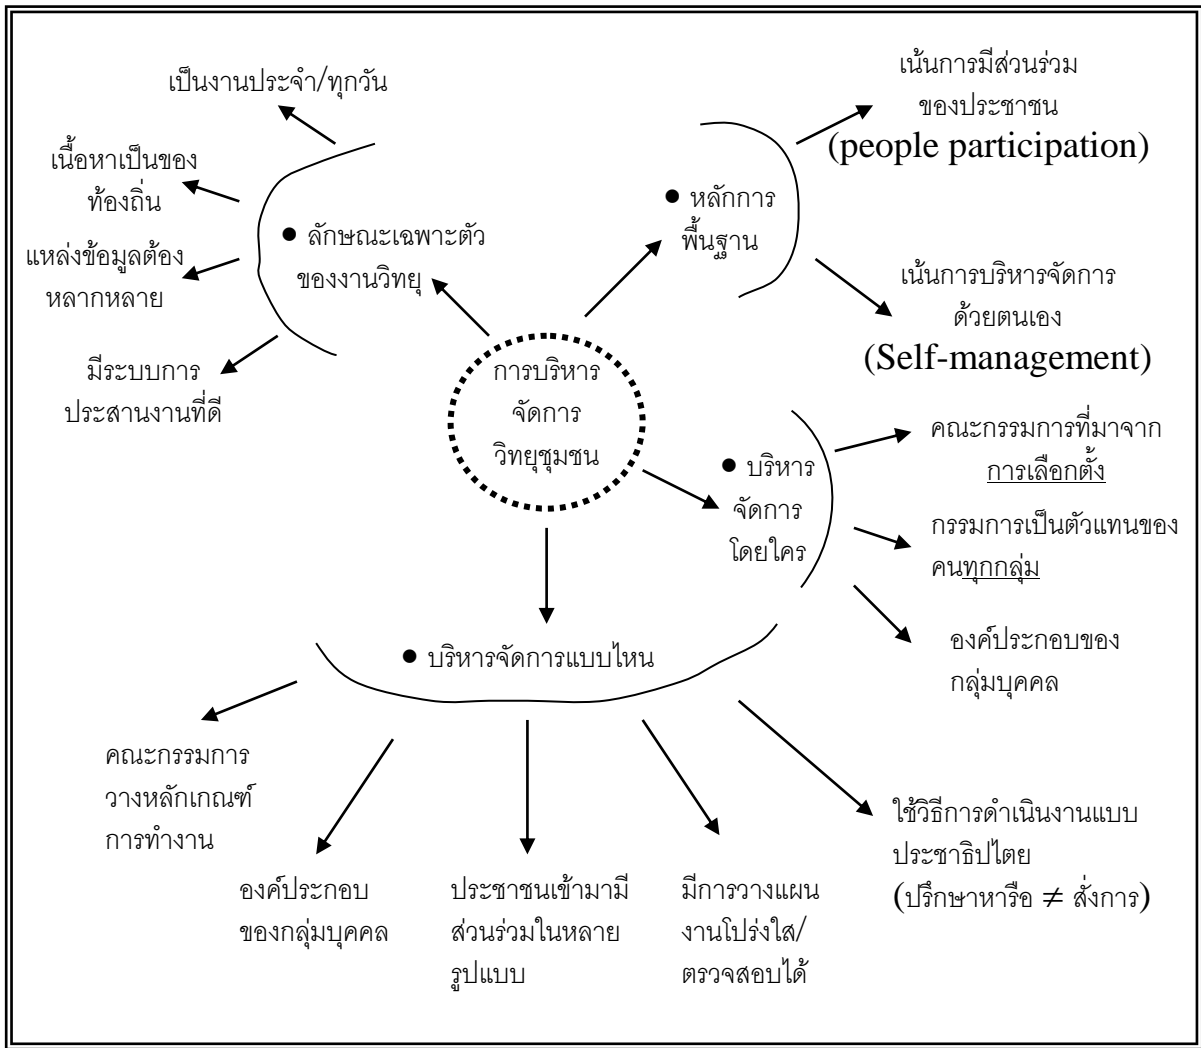 เป็นงานประจำ/ทุกวัน
เนื้อหาเป็นของ
ท้องถิ่น
แหล่งข้อมูลต้อง
หลากหลาย
มีระบบการ
ประสานงานที่ดี
● ลักษณะเฉพาะตัว
ของงานวิทยุ
● หลักการ
พื้นฐาน
เน้นการมีส่วนร่วม
ของประชาชน
(people participation)
เน้นการบริหารจัดการ
ด้วยตนเอง
(Self-management)
การบริหาร
จัดการ
วิทยุชุมชน
● บริหาร
จัดการ
โดยใคร
คณะกรรมการที่มาจาก
การเลือกตั้ง
กรรมการเป็นตัวแทนของ
คนทุกกลุ่ม
องค์ประกอบของ
กลุ่มบุคคล
● บริหารจัดการแบบไหน
คณะกรรมการ
วางหลักเกณฑ์
การทำงาน
องค์ประกอบ
ของกลุ่มบุคคล
ประชาชนเข้ามามี
ส่วนร่วมในหลาย
รูปแบบ
มีการวางแผน
งานโปร่งใส/
ตรวจสอบได้
ใช้วิธีการดำเนินงานแบบ
ประชาธิปไตย
(ปรึกษาหารือ ≠ สั่งการ)